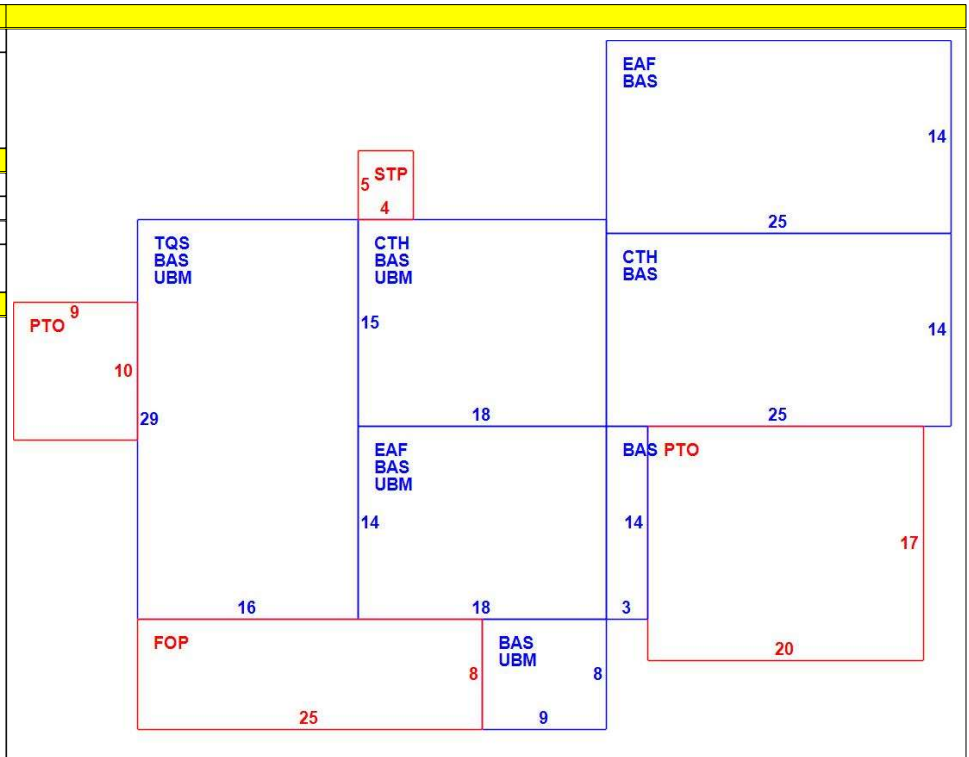 EAF
BAS
14
25
5 STP
4
TQS
BAS
UBM
CTH
BAS
UBM
CTH
BAS
PTO 9
10
29
15
18
14
25
EAF
BAS
UBM
14
BAS PTO
14
17
16
18
3
20
FOP
8
25
BAS
UBM
8
9